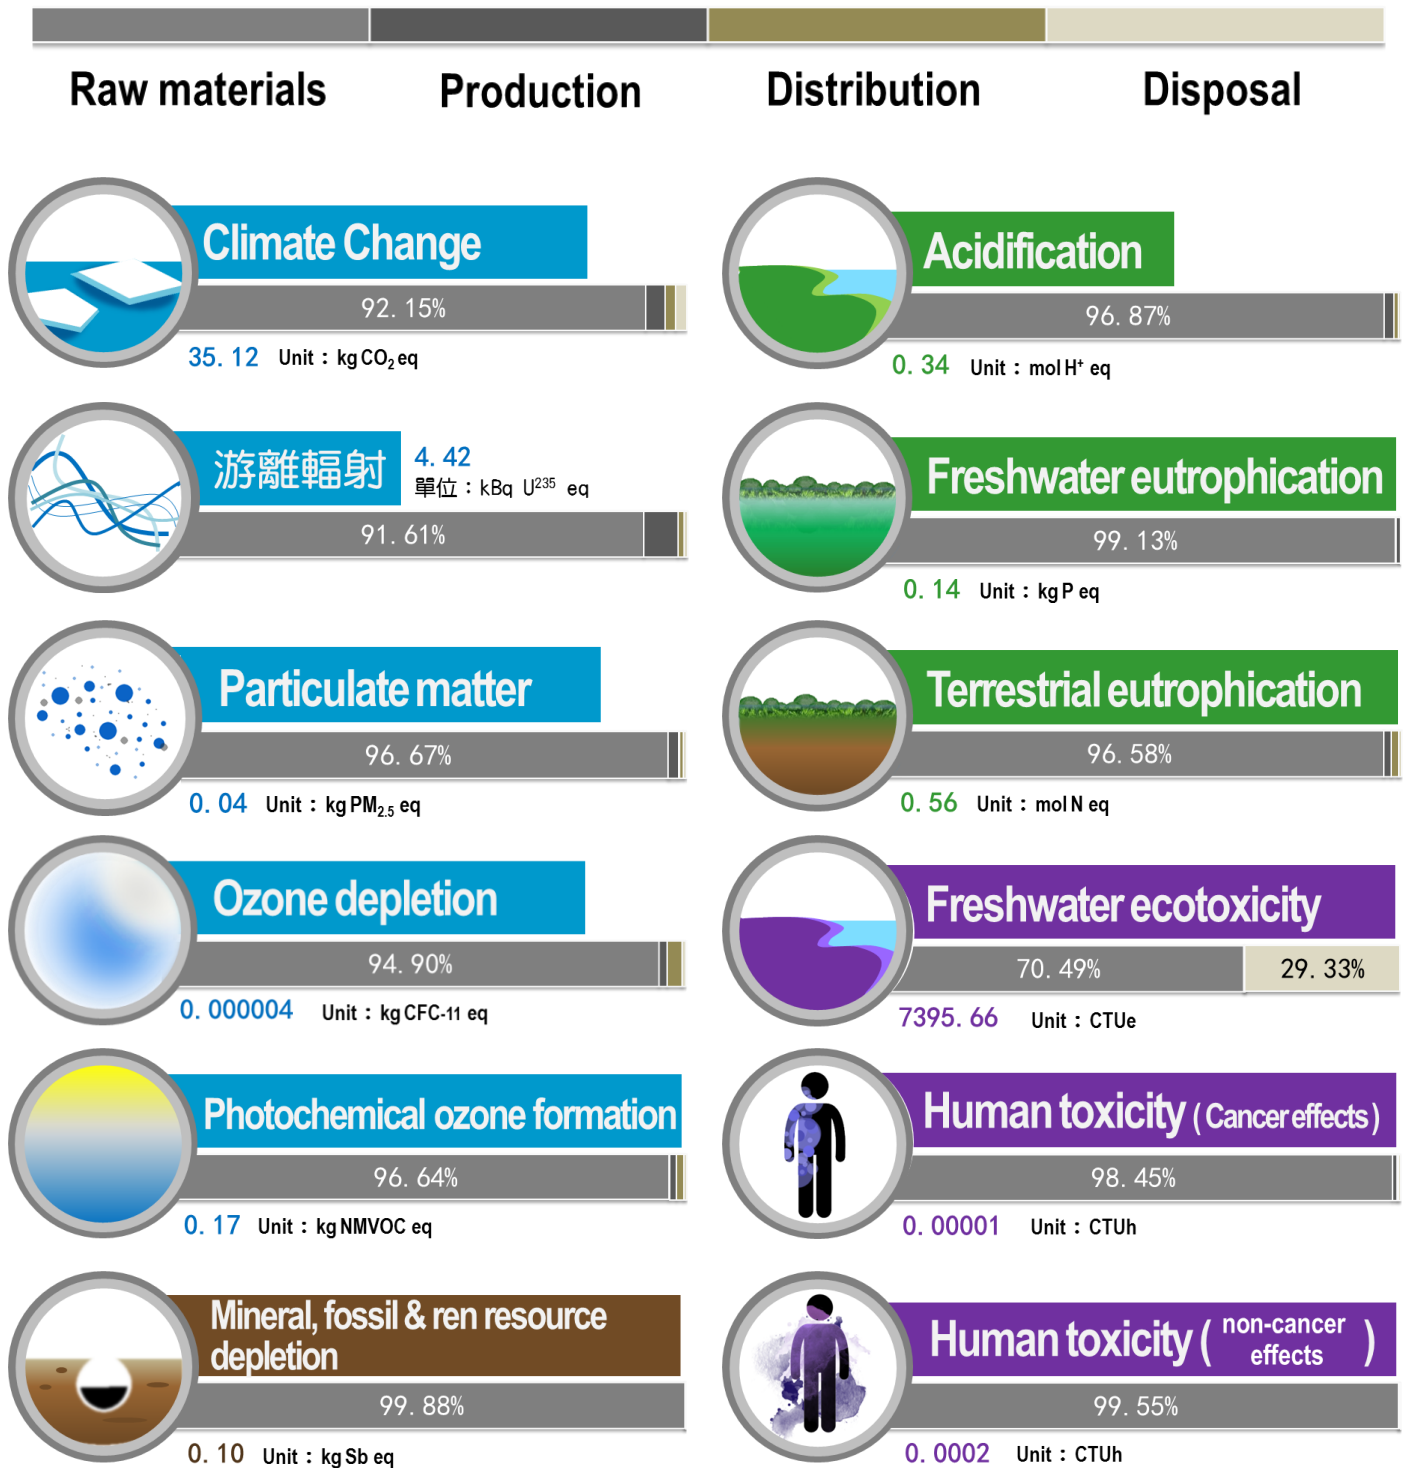 Raw materials
Production
Distribution
Disposal
Climate Change
92.15%
35.12 Unit：kg CO₂ eq
游離輻射
4.42
單位：kBq U²³⁵ eq
91.61%
Particulate matter
96.67%
0.04 Unit：kg PM₂.₅ eq
Ozone depletion
94.90%
0.000004 Unit：kg CFC-11 eq
Photochemical ozone formation
96.64%
0.17 Unit：kg NMVOC eq
Mineral, fossil & ren resource
depletion
99.88%
0.10 Unit：kg Sb eq
Acidification
96.87%
0.34 Unit：mol H⁺ eq
Freshwater eutrophication
99.13%
0.14 Unit：kg P eq
Terrestrial eutrophication
96.58%
0.56 Unit：mol N eq
Freshwater ecotoxicity
70.49% 29.33%
7395.66 Unit：CTUe
Human toxicity (Cancer effects)
98.45%
0.00001 Unit：CTUh
Human toxicity (non-cancer
effects)
99.55%
0.0002 Unit：CTUh